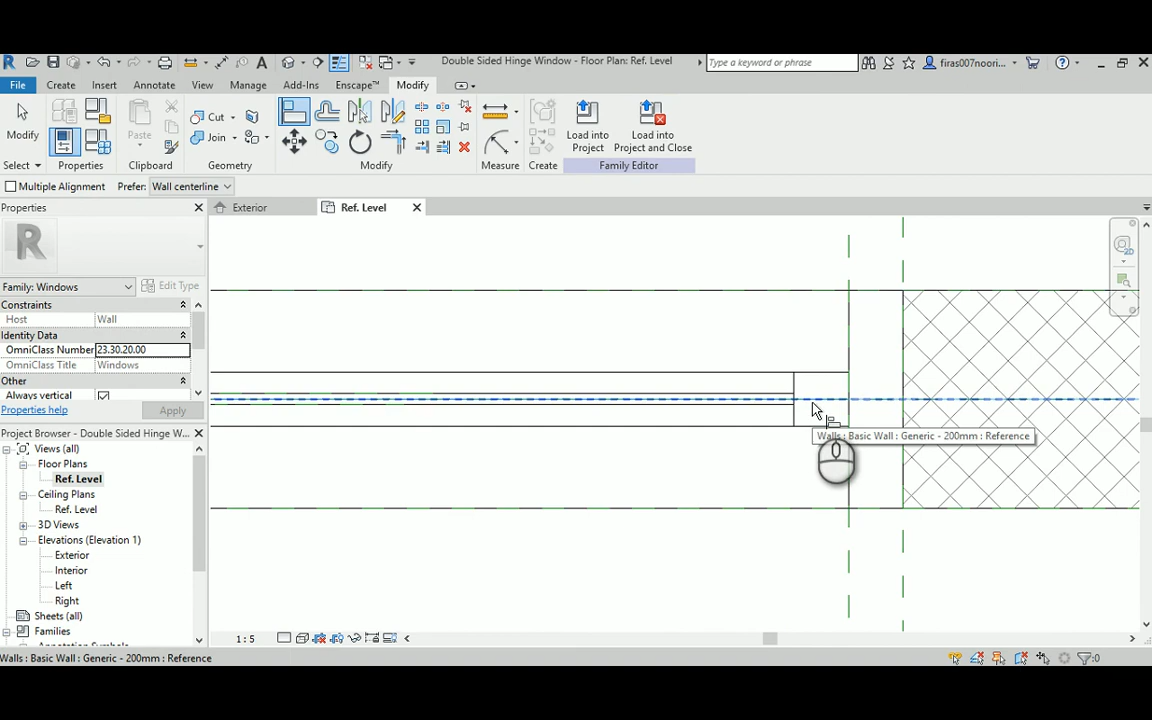 Double Sided Hinge Window - Floor Plan: Ref. Level
Type a keyword or phrase
firas007noori...
File Create Insert Annotate View Manage Add-Ins Enscape™ Modify
Modify
Paste
Cut
Join
Load into Project
Load into Project and Close
Select Properties Clipboard Geometry Modify Measure Create Family Editor
Multiple Alignment Prefer: Wall centerline
Properties
Exterior
Ref. Level
2D
R
Family: Windows
Edit Type
Constraints
Host Wall
Identity Data
OmniClass Number 23.30.20.00
OmniClass Title Windows
Other
Always vertical
Properties help
Apply
Project Browser - Double Sided Hinge W...
Views (all)
Floor Plans
Ref. Level
Ceiling Plans
Ref. Level
3D Views
Elevations (Elevation 1)
Exterior
Interior
Left
Right
Sheets (all)
Families
Walls : Basic Wall : Generic - 200mm : Reference
1:5
Walls : Basic Wall : Generic - 200mm : Reference
:0